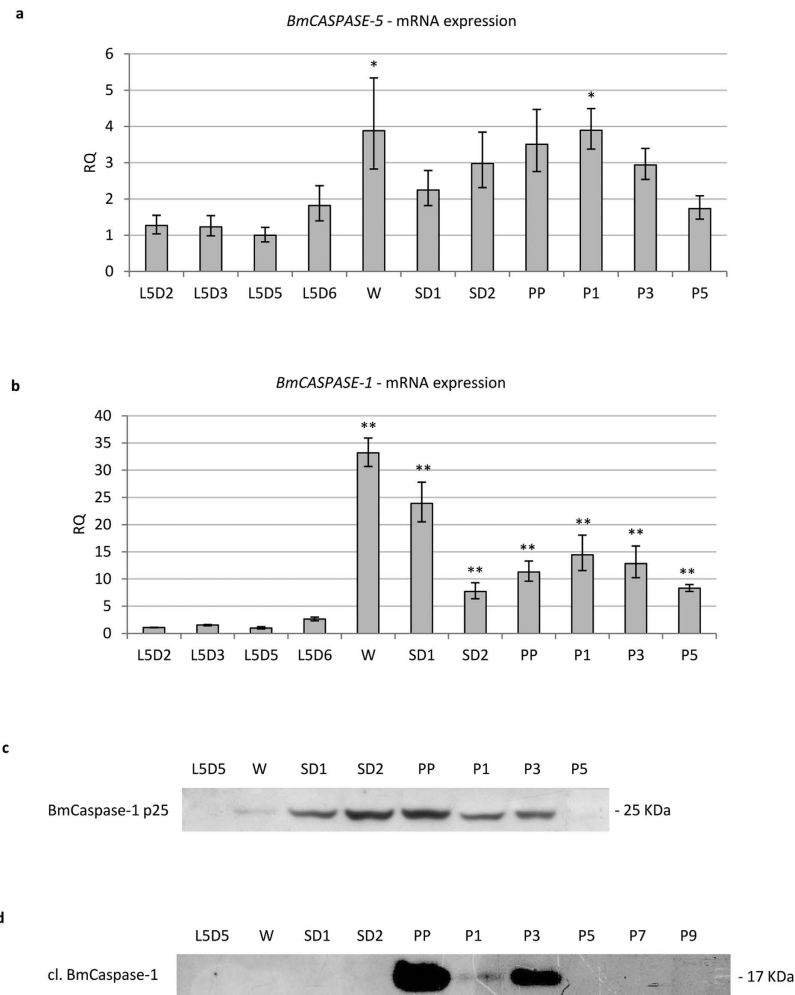 a
BmCASPASE-5 - mRNA expression
6
5
4
3
2
1
0
RQ
*
*
L5D2 L5D3 L5D5 L5D6 W SD1 SD2 PP P1 P3 P5
b
BmCASPASE-1 - mRNA expression
40
35
30
25
20
15
10
5
0
RQ
**
**
**
**
**
**
**
L5D2 L5D3 L5D5 L5D6 W SD1 SD2 PP P1 P3 P5
c
L5D5 W SD1 SD2 PP P1 P3 P5
BmCaspase-1 p25 - 25 KDa
d
L5D5 W SD1 SD2 PP P1 P3 P5 P7 P9
cl. BmCaspase-1 - 17 KDa